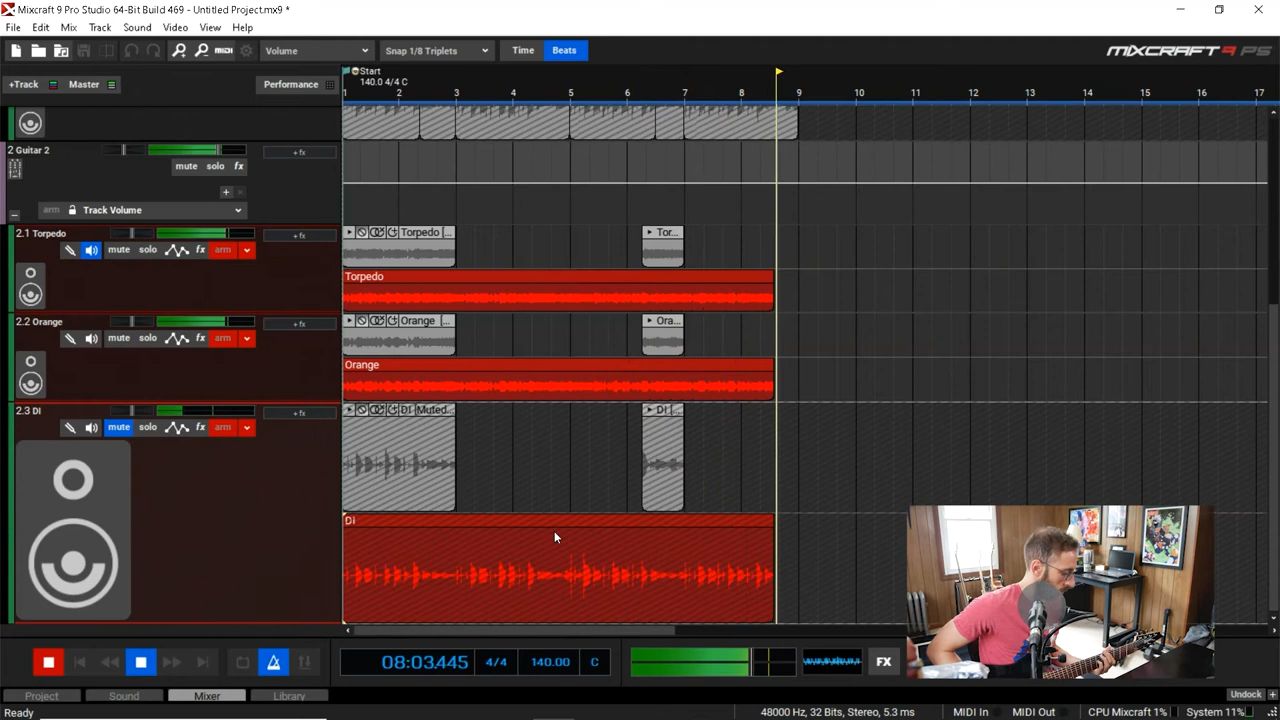 Mixcraft 9 Pro Studio 64-Bit Build 469 - Untitled Project.mx9 *
File Edit Mix Track Sound Video View Help
midi Volume Snap 1/8 Triplets Time Beats MIXCRAFT 9 PS
+Track Master Performance Start
140.0 4/4 C
1 2 3 4 5 6 7 8 9 10 11 12 13 14 15 16 17
2 Guitar 2 +fx
mute solo fx
arm Track Volume
2.1 Torpedo +fx Torpedo [... Tor...
mute solo fx arm
Torpedo
2.2 Orange +fx Orange [... Ora...
mute solo fx arm
Orange
2.3 DI +fx DI Muted... DI [...
mute solo fx arm
DI
08:03.445 4/4 140.00 C FX
Project Sound Mixer Library Undock
Ready 48000 Hz, 32 Bits, Stereo, 5.3 ms MIDI In MIDI Out CPU Mixcraft 1% System 11%